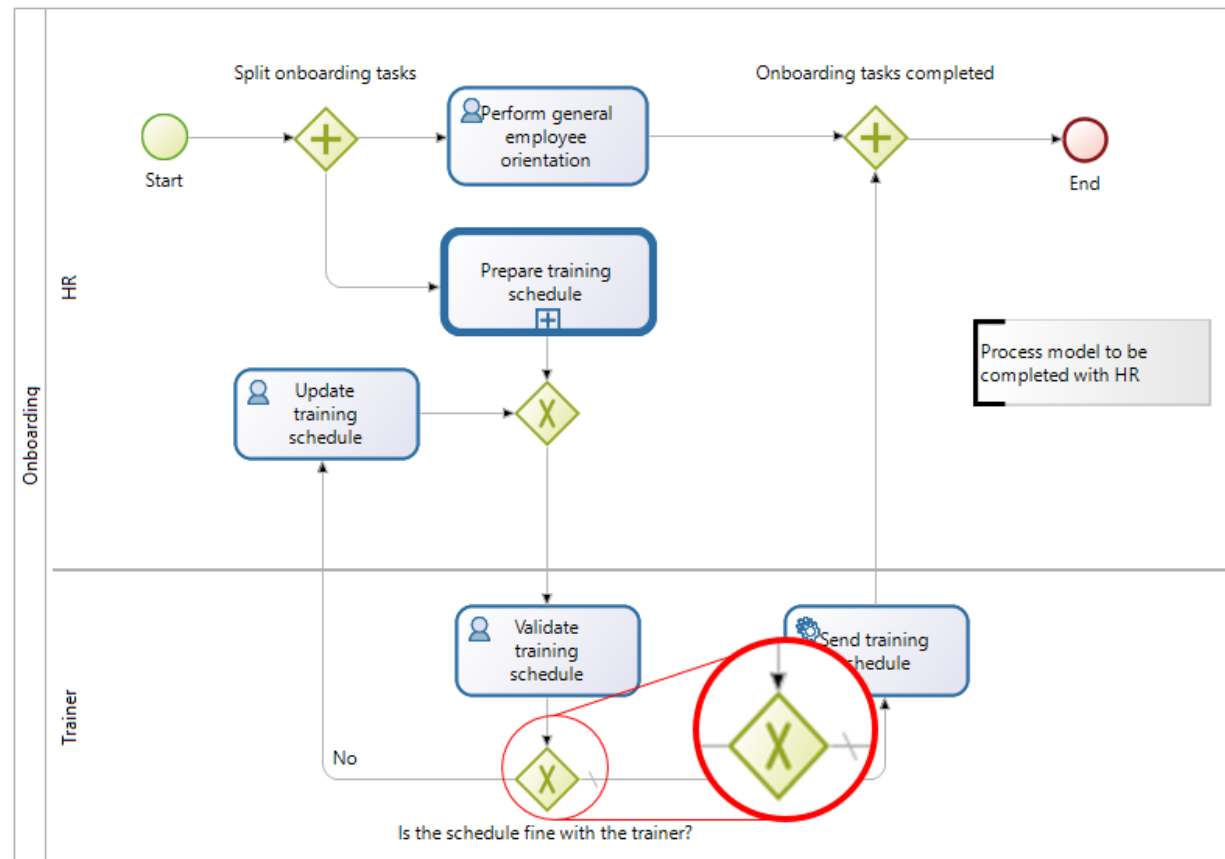 Split onboarding tasks
Onboarding tasks completed
Perform general
employee
orientation
Start
End
Prepare training
schedule
HR
Process model to be
completed with HR
Update
training
schedule
Onboarding
Validate
training
schedule
Send training
chedule
Trainer
No
Is the schedule fine with the trainer?